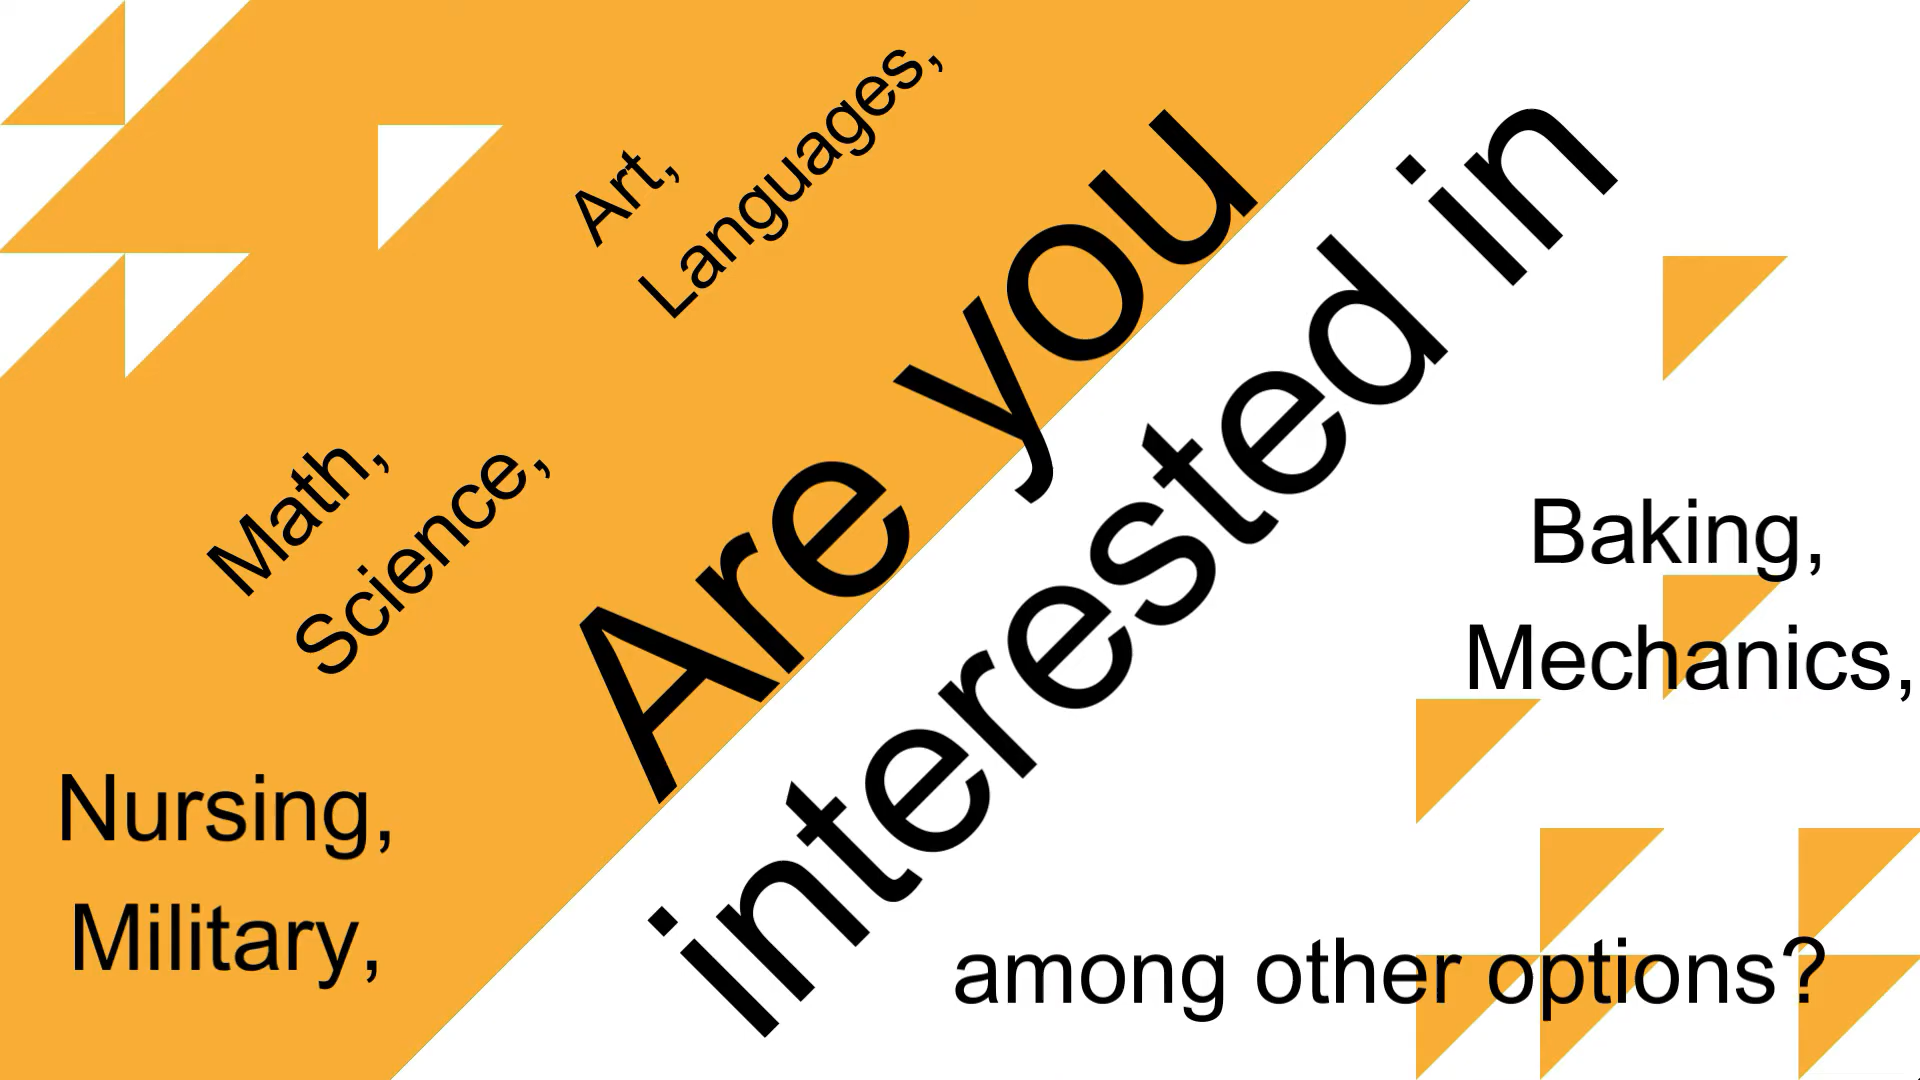 Are you
interested in
Art,
Languages,
Math,
Science,
Nursing,
Military,
Baking,
Mechanics,
among other options?